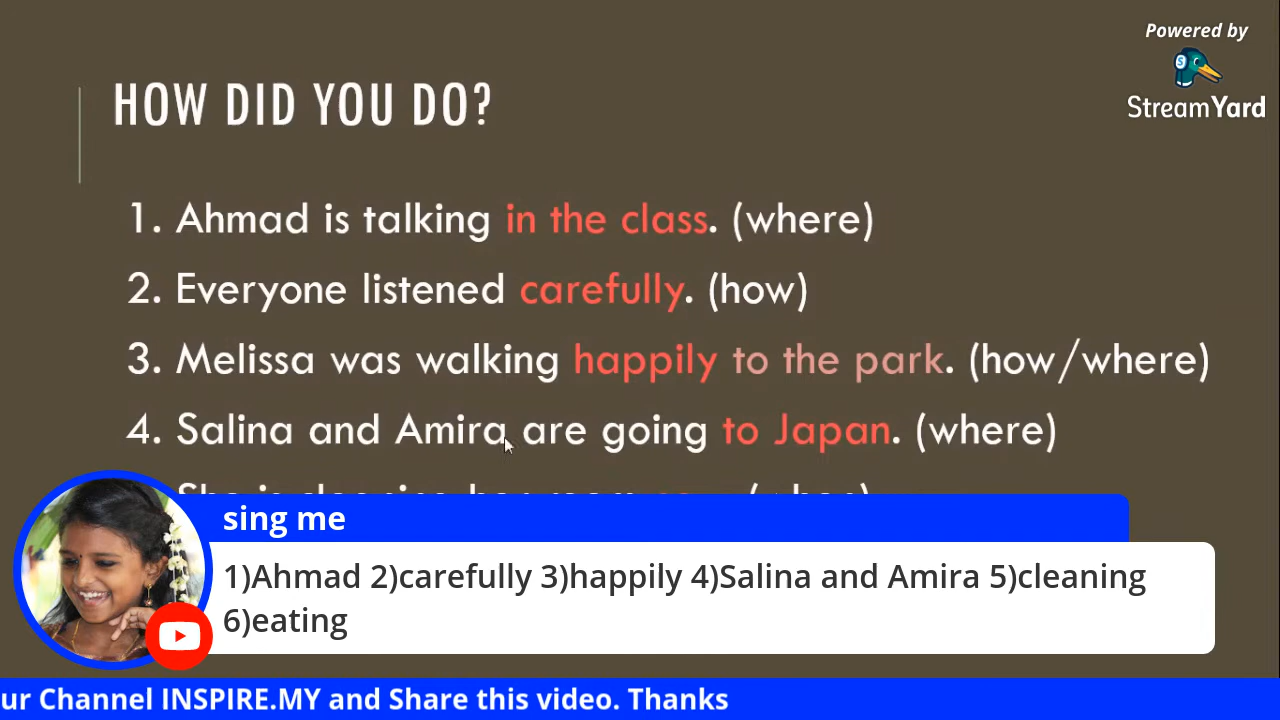 Powered by
StreamYard
HOW DID YOU DO?
1. Ahmad is talking in the class. (where)
2. Everyone listened carefully. (how)
3. Melissa was walking happily to the park. (how/where)
4. Salina and Amira are going to Japan. (where)
sing me
1)Ahmad 2)carefully 3)happily 4)Salina and Amira 5)cleaning
6)eating
ur Channel INSPIRE.MY and Share this video. Thanks